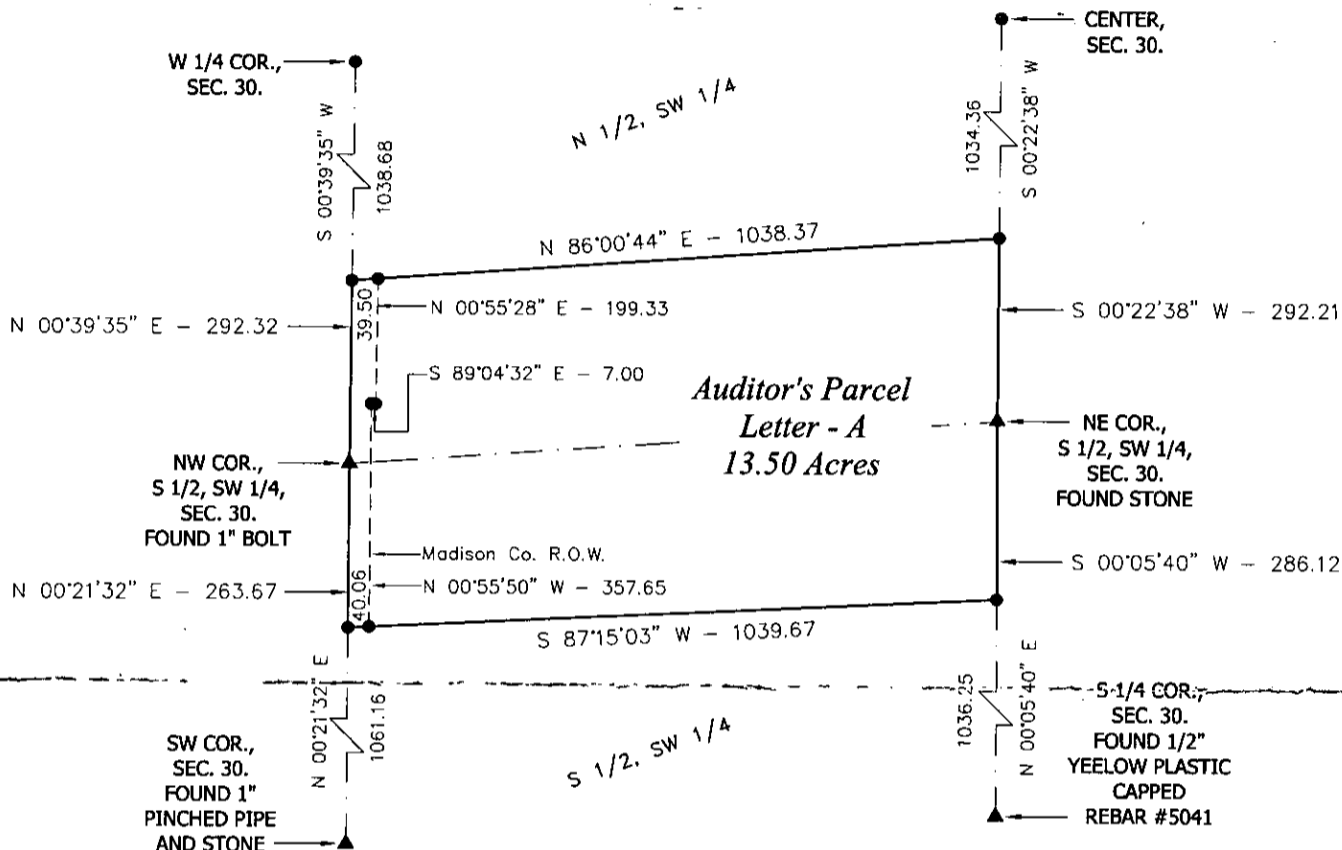 CENTER,
SEC. 30.
W 1/4 COR.,
SEC. 30.
N 1/2, SW 1/4
S 00°39'35" W
1038.68
1034.36
S 00°22'38" W
N 86°00'44" E - 1038.37
N 00°39'35" E - 292.32
39.50
N 00°55'28" E - 199.33
S 00°22'38" W - 292.21
S 89°04'32" E - 7.00
Auditor's Parcel
Letter - A
13.50 Acres
NW COR.,
S 1/2, SW 1/4,
SEC. 30.
FOUND 1" BOLT
NE COR.,
S 1/2, SW 1/4,
SEC. 30.
FOUND STONE
Madison Co. R.O.W.
N 00°21'32" E - 263.67
40.06
N 00°55'50" W - 357.65
S 00°05'40" W - 286.12
S 87°15'03" W - 1039.67
N 00°21'32" E
1061.16
S 1/2, SW 1/4
1036.25
N 00°05'40" E
SW COR.,
SEC. 30.
FOUND 1"
PINCHED PIPE
AND STONE
S 1/4 COR.,
SEC. 30.
FOUND 1/2"
YEELOW PLASTIC
CAPPED
REBAR #5041